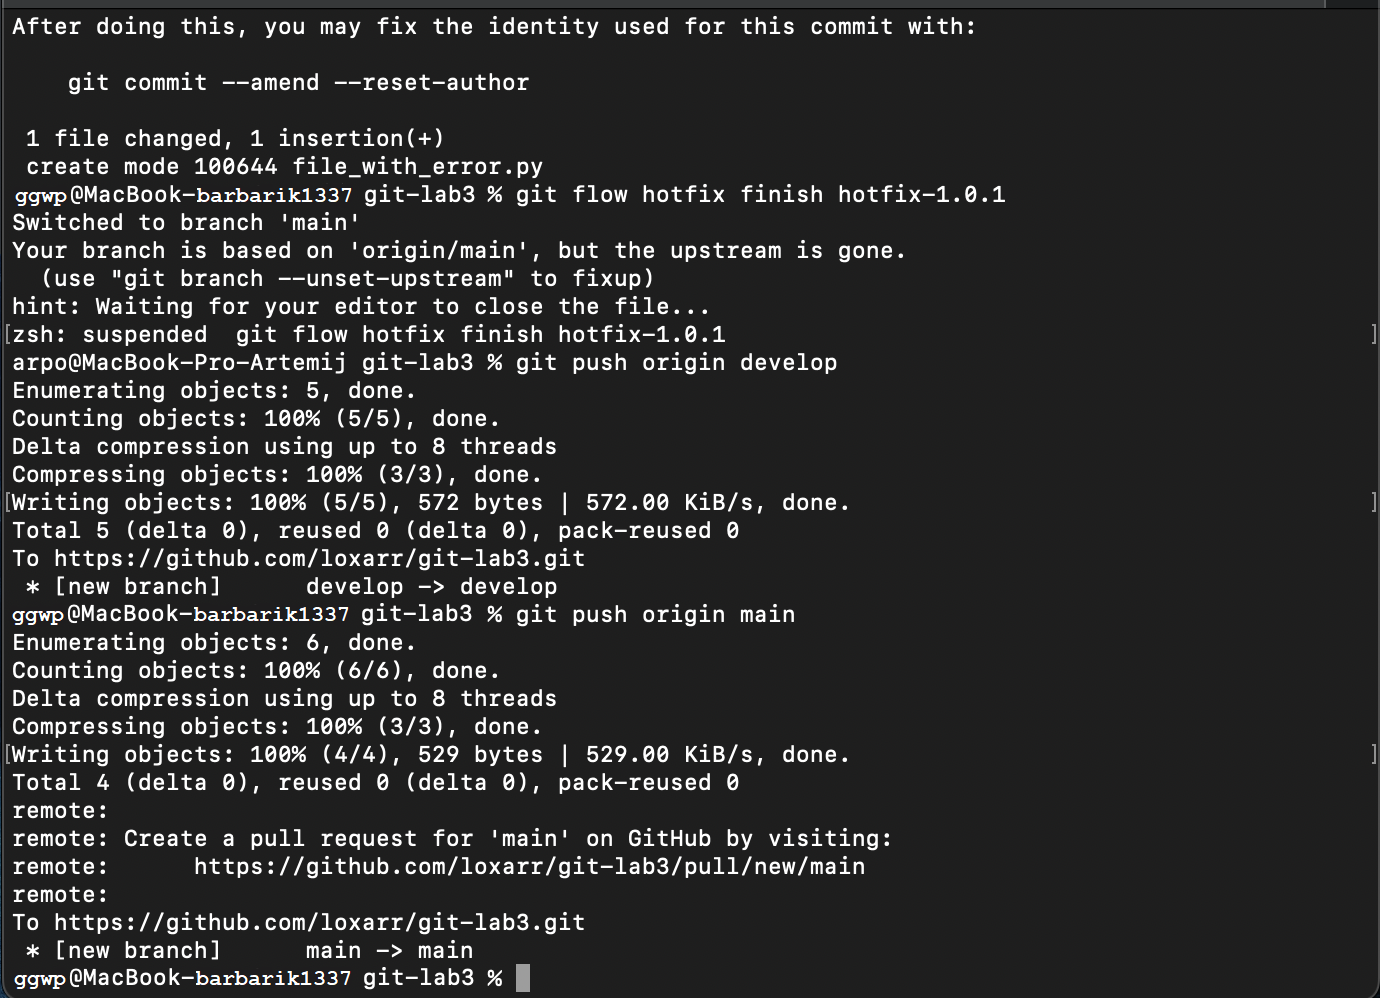 After doing this, you may fix the identity used for this commit with:
    git commit --amend --reset-author
 1 file changed, 1 insertion(+)
 create mode 100644 file_with_error.py
ggwp@MacBook-barbarik1337 git-lab3 % git flow hotfix finish hotfix-1.0.1
Switched to branch 'main'
Your branch is based on 'origin/main', but the upstream is gone.
  (use "git branch --unset-upstream" to fixup)
hint: Waiting for your editor to close the file...
[zsh: suspended  git flow hotfix finish hotfix-1.0.1 ]
arpo@MacBook-Pro-Artemij git-lab3 % git push origin develop
Enumerating objects: 5, done.
Counting objects: 100% (5/5), done.
Delta compression using up to 8 threads
Compressing objects: 100% (3/3), done.
[Writing objects: 100% (5/5), 572 bytes | 572.00 KiB/s, done. ]
Total 5 (delta 0), reused 0 (delta 0), pack-reused 0
To https://github.com/loxarr/git-lab3.git
 * [new branch]      develop -> develop
ggwp@MacBook-barbarik1337 git-lab3 % git push origin main
Enumerating objects: 6, done.
Counting objects: 100% (6/6), done.
Delta compression using up to 8 threads
Compressing objects: 100% (3/3), done.
[Writing objects: 100% (4/4), 529 bytes | 529.00 KiB/s, done. ]
Total 4 (delta 0), reused 0 (delta 0), pack-reused 0
remote:
remote: Create a pull request for 'main' on GitHub by visiting:
remote:      https://github.com/loxarr/git-lab3/pull/new/main
remote:
To https://github.com/loxarr/git-lab3.git
 * [new branch]      main -> main
ggwp@MacBook-barbarik1337 git-lab3 %